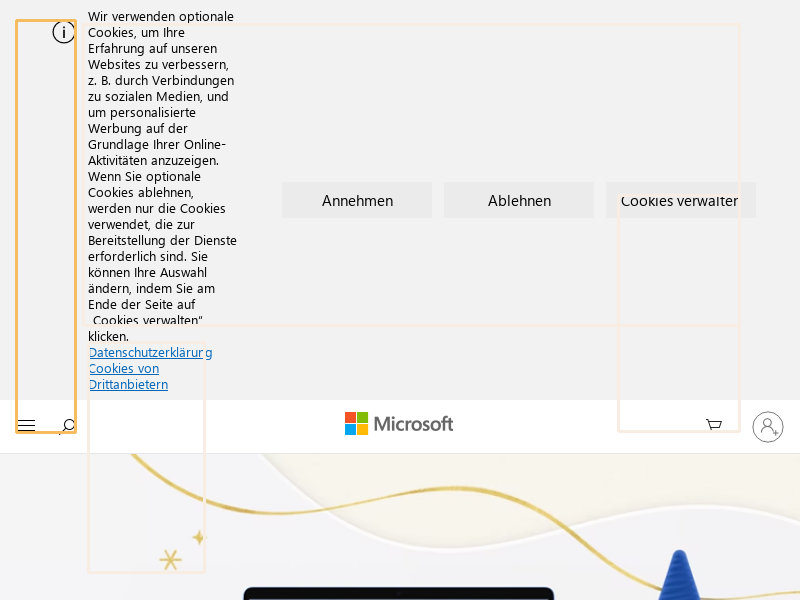 Wir verwenden optionale
Cookies, um Ihre
Erfahrung auf unseren
Websites zu verbessern,
z. B. durch Verbindungen
zu sozialen Medien, und
um personalisierte
Werbung auf der
Grundlage Ihrer Online-
Aktivitäten anzuzeigen.
Wenn Sie optionale
Cookies ablehnen,
werden nur die Cookies
verwendet, die zur
Bereitstellung der Dienste
erforderlich sind. Sie
können Ihre Auswahl
ändern, indem Sie am
Ende der Seite auf
„Cookies verwalten“
klicken.
Datenschutzerklärung
Cookies von
Drittanbietern
Annehmen
Ablehnen
Cookies verwalten
Microsoft